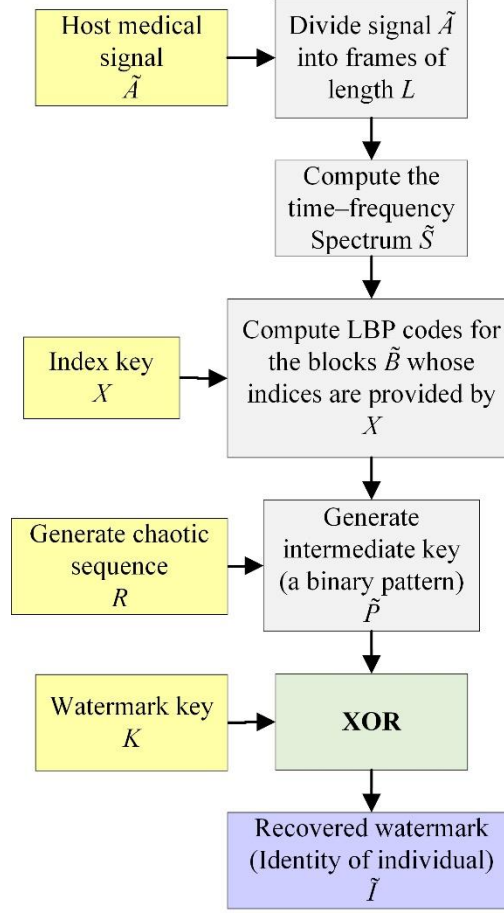 Host medical
signal
Ã
Divide signal Ã
into frames of
length L
Compute the
time–frequency
Spectrum S̃
Index key
X
Compute LBP codes for
the blocks B̃ whose
indices are provided by
X
Generate chaotic
sequence
R
Generate
intermediate key
(a binary pattern)
P̃
Watermark key
K
XOR
Recovered watermark
(Identity of individual)
Ĩ